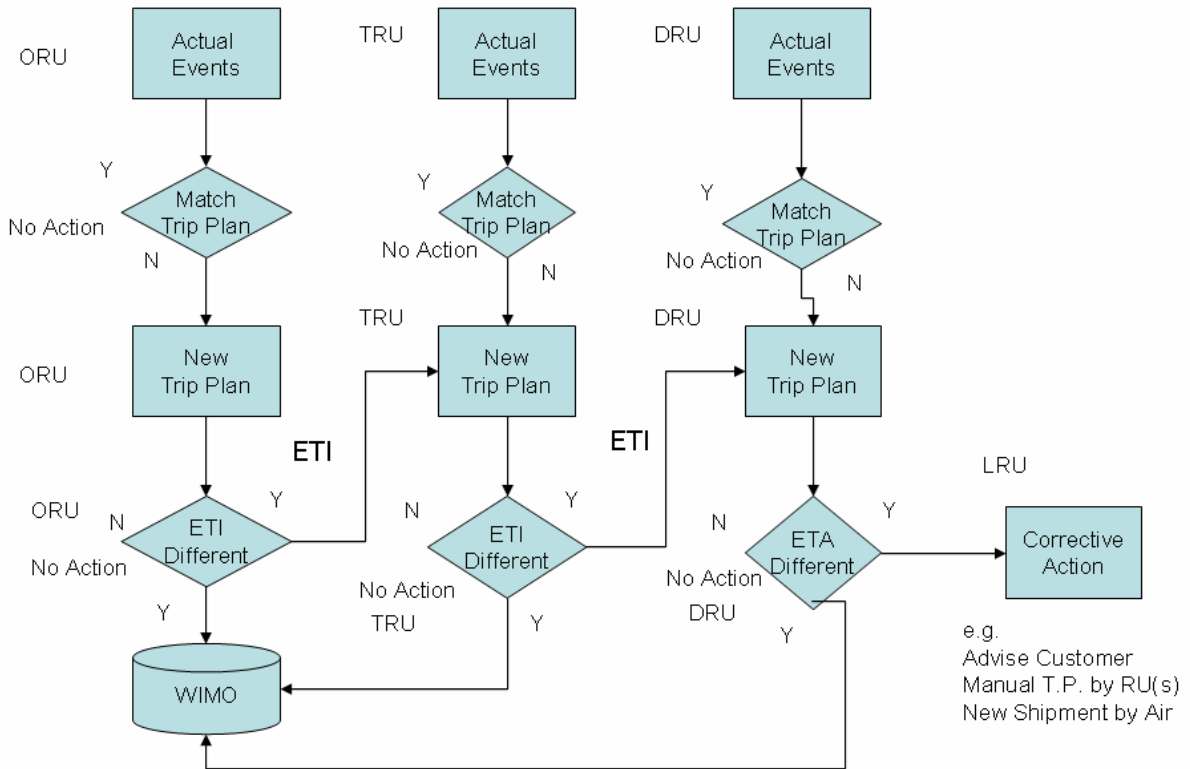 ORU
Actual
Events
TRU
Actual
Events
DRU
Actual
Events
Y
No Action
Match
Trip Plan
N
Y
No Action
Match
Trip Plan
N
Y
No Action
Match
Trip Plan
N
ORU
New
Trip Plan
TRU
New
Trip Plan
DRU
New
Trip Plan
ETI
ETI
ORU
N
No Action
ETI
Different
Y
Y
N
No Action
TRU
ETI
Different
Y
Y
N
No Action
DRU
ETA
Different
Y
Y
LRU
Corrective
Action
WIMO
e.g.
Advise Customer
Manual T.P. by RU(s)
New Shipment by Air